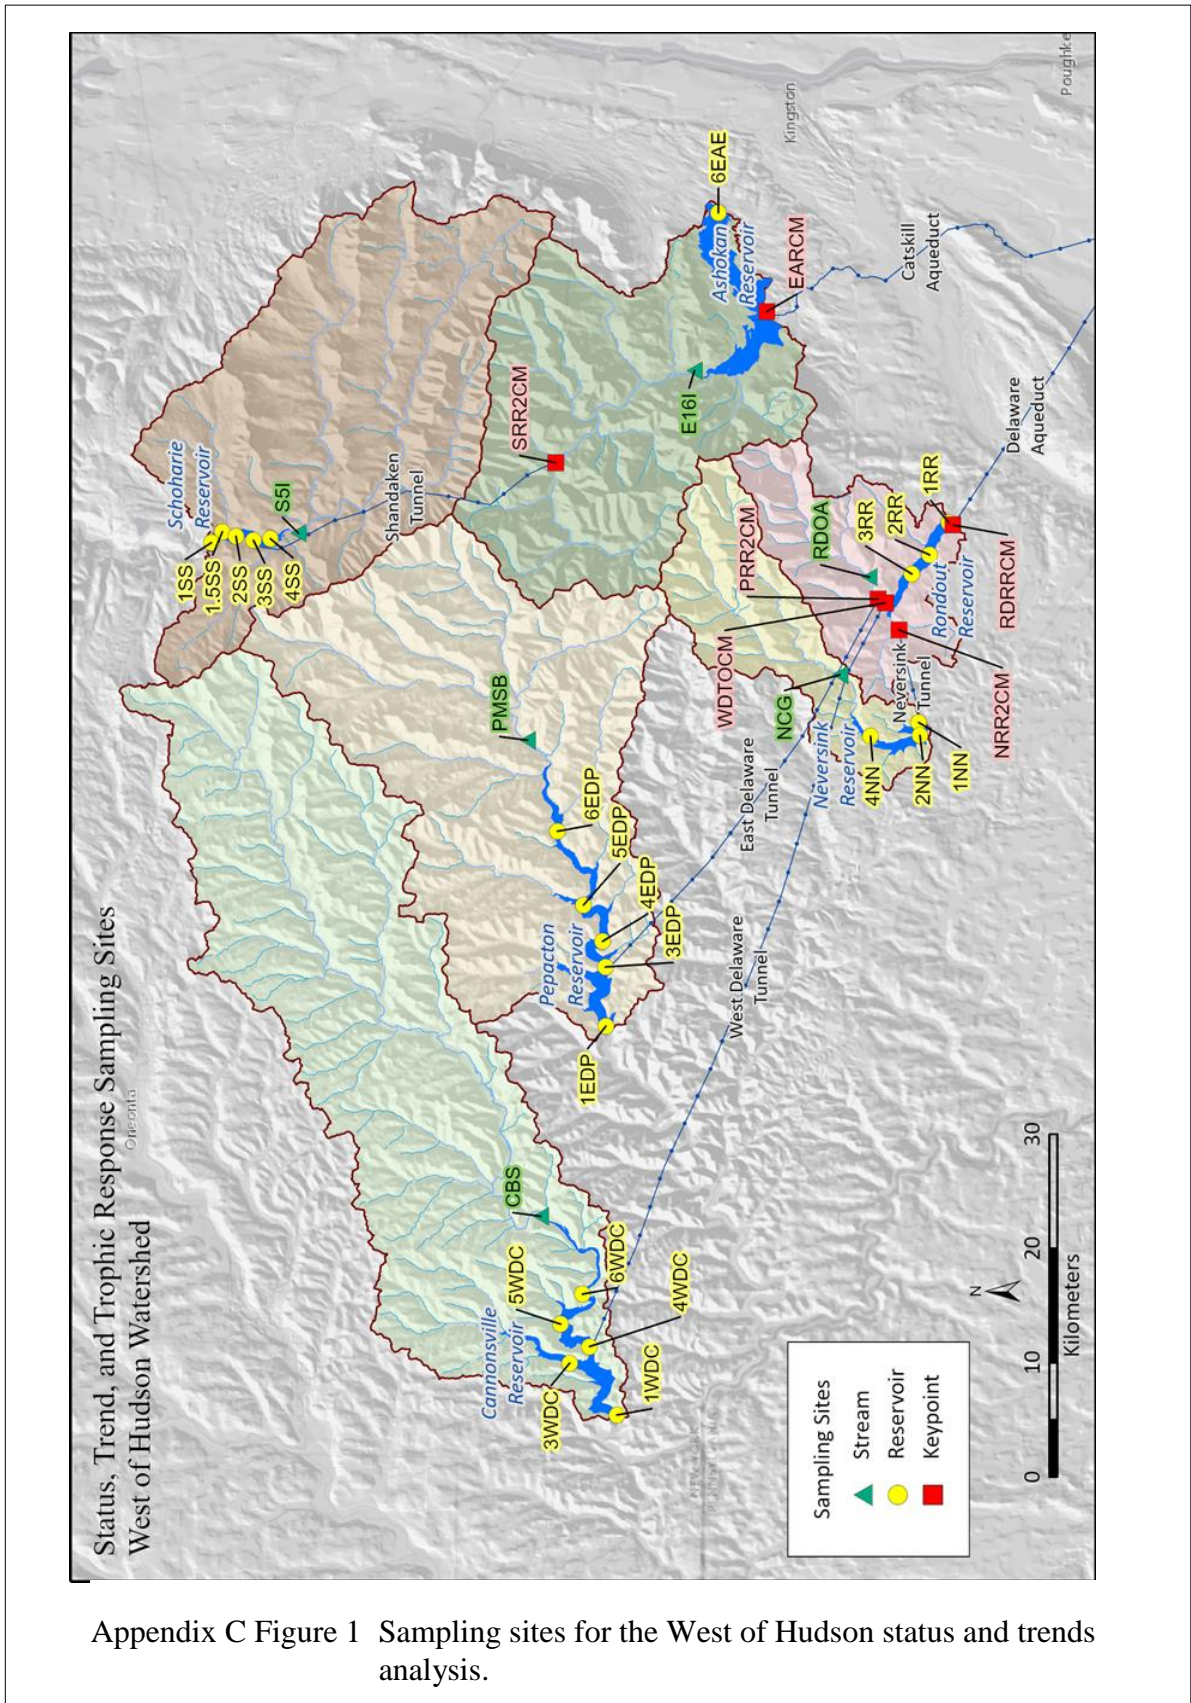 Status, Trend, and Trophic Response Sampling Sites
West of Hudson Watershed
Oneonta
Schoharie
Reservoir
1SS
1.5SS
2SS
3SS
4SS
S5I
Shandaken
Tunnel
SRR2CM
E16I
Ashokan
Reservoir
6EAE
EARCM
Kingston
Poughke
Catskill
Aqueduct
Delaware
Aqueduct
Cannonsville
Reservoir
CBS
3WDC
5WDC
6WDC
4WDC
1WDC
Pepacton
Reservoir
PMSB
6EDP
5EDP
4EDP
3EDP
1EDP
West Delaware
Tunnel
East Delaware
Tunnel
Neversink
Reservoir
NCG
4NN
2NN
1NN
Neversink
Tunnel
WDTOCM
PRR2CM
RDOA
3RR
2RR
1RR
Rondout
Reservoir
RDRRCM
NRR2CM
Sampling Sites
Stream
Reservoir
Keypoint
N
0 10 20 30
Kilometers
Appendix C Figure 1 Sampling sites for the West of Hudson status and trends
analysis.